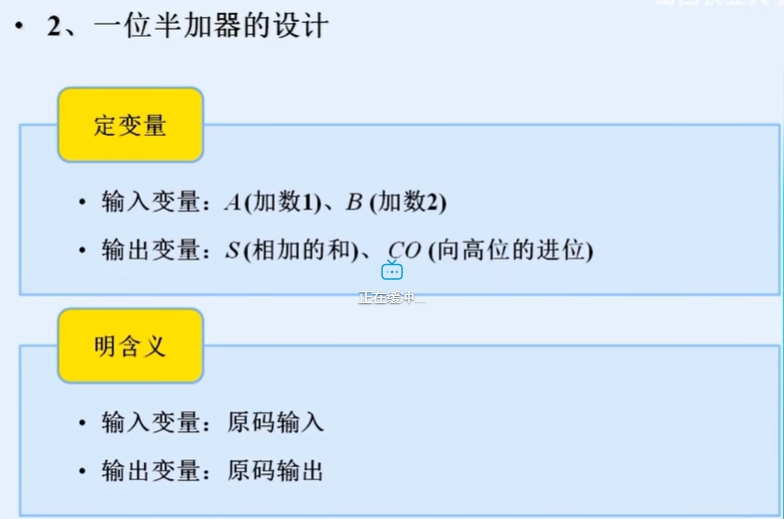 • 2、一位半加器的设计
定变量
• 输入变量：A(加数1)、B (加数2)
• 输出变量：S(相加的和)、CO (向高位的进位)
正在缓冲...
明含义
• 输入变量：原码输入
• 输出变量：原码输出